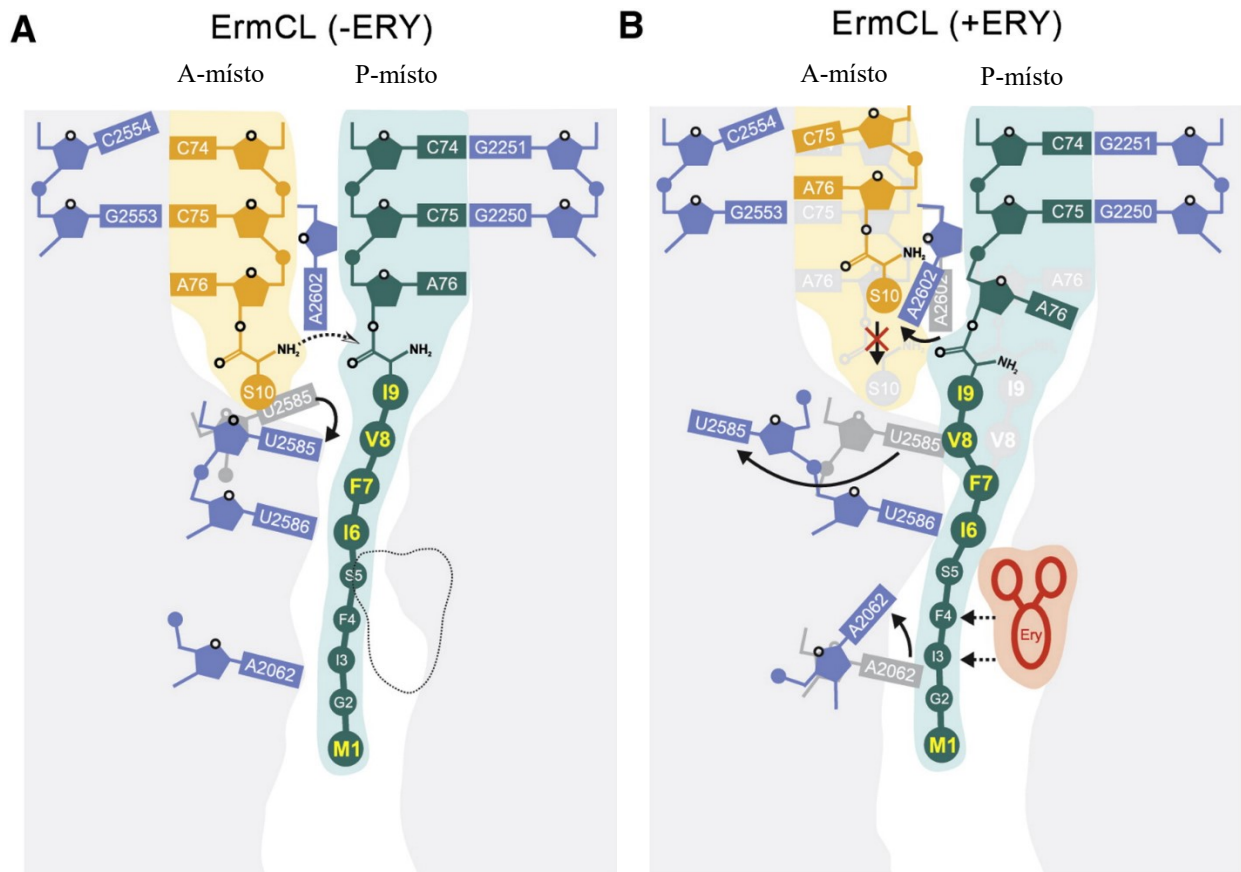 A
ErmCL (-ERY)
A-místo
P-místo
C2554
C74
C74
G2251
G2553
C75
C75
G2250
A76
A2602
A76
NH₂
NH₂
S10
I9
U2585
U2585
V8
F7
U2586
I6
S5
F4
A2062
I3
G2
M1
B
ErmCL (+ERY)
A-místo
P-místo
C2554
C75
C74
C74
G2251
A76
G2553
C75
C75
G2250
NH₂
A76
S10
A2602
A2602
A76
A76
NH₂
S10
I9
I9
U2585
U2585
V8
V8
F7
U2586
I6
S5
A2062
F4
Ery
A2062
I3
G2
M1